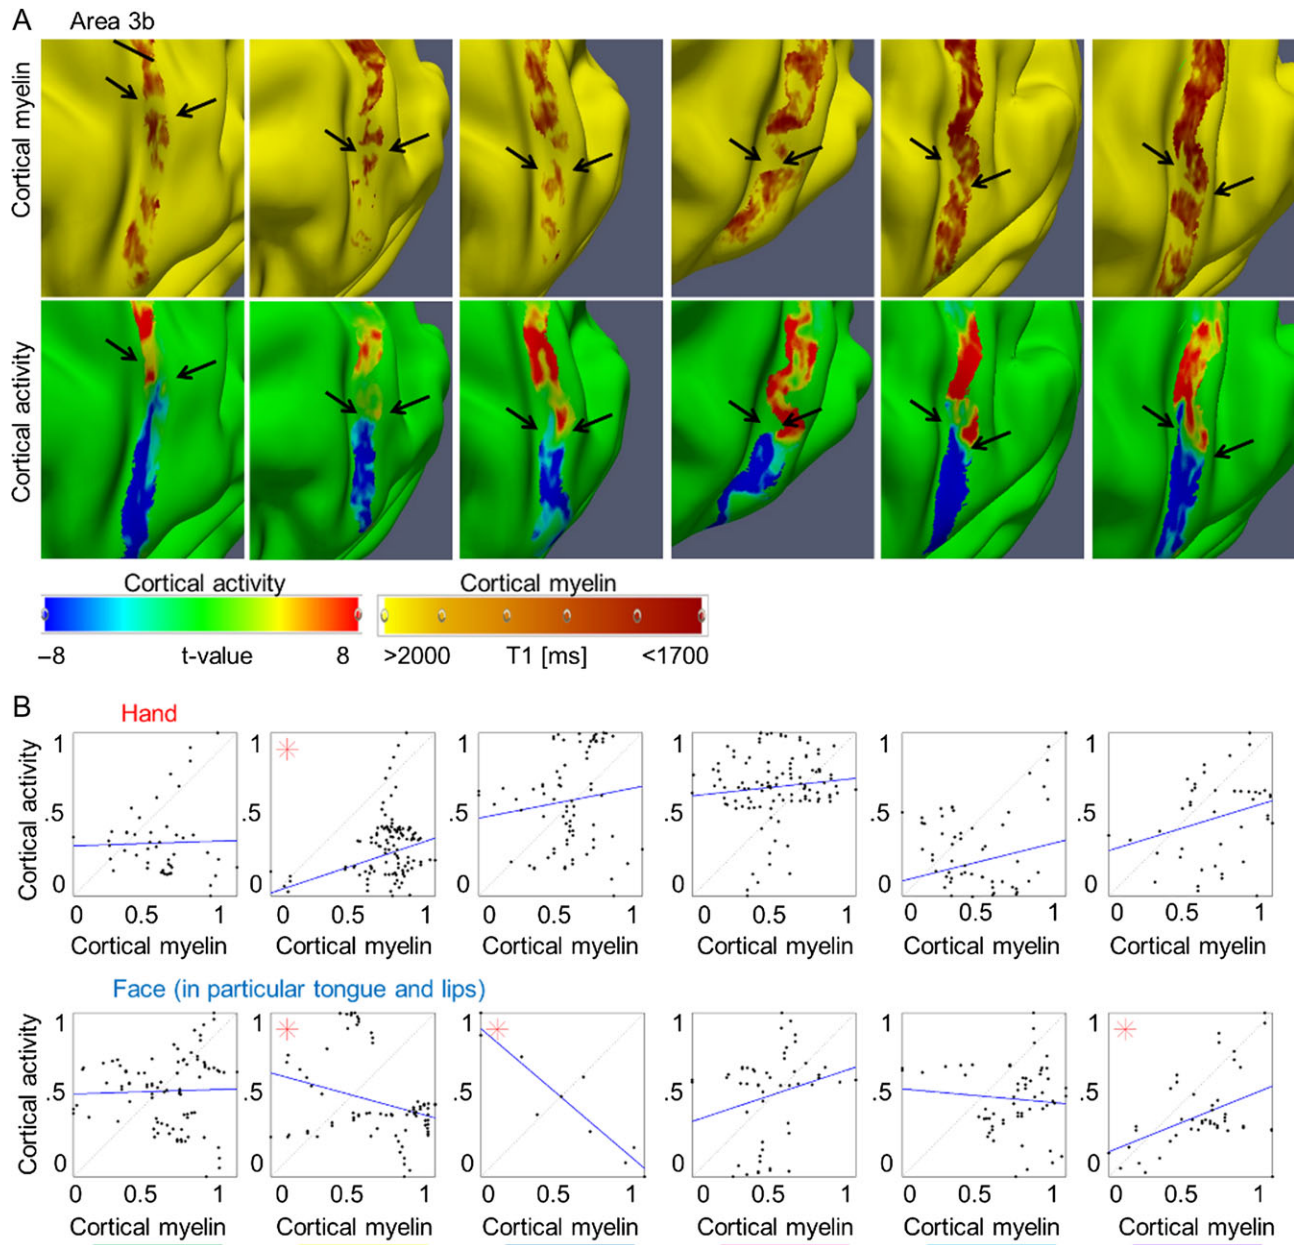 A Area 3b
Cortical myelin
Cortical activity
Cortical activity Cortical myelin
−8 t-value 8 >2000 T1 [ms] <1700
B
Hand
Cortical activity
1 1 1 1 1 1
.5 .5 .5 .5 .5 .5
0 0 0 0 0 0
0 0.5 1 0 0.5 1 0 0.5 1 0 0.5 1 0 0.5 1 0 0.5 1
Cortical myelin Cortical myelin Cortical myelin Cortical myelin Cortical myelin Cortical myelin
Face (in particular tongue and lips)
Cortical activity
1 1 1 1 1 1
.5 .5 .5 .5 .5 .5
0 0 0 0 0 0
0 0.5 1 0 0.5 1 0 0.5 1 0 0.5 1 0 0.5 1 0 0.5 1
Cortical myelin Cortical myelin Cortical myelin Cortical myelin Cortical myelin Cortical myelin